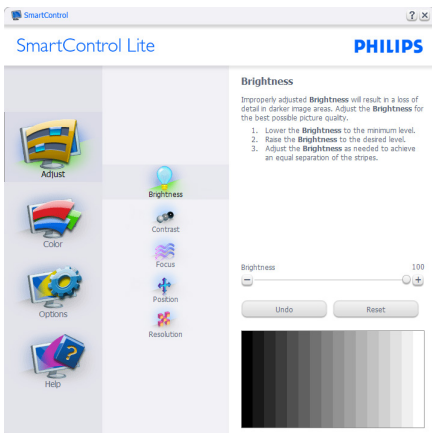 SmartControl
SmartControl Lite
PHILIPS
Adjust
Color
Options
Help
Brightness
Contrast
Focus
Position
Resolution
Brightness
Improperly adjusted Brightness will result in a loss of
detail in darker image areas. Adjust the Brightness for
the best possible picture quality.
1. Lower the Brightness to the minimum level.
2. Raise the Brightness to the desired level.
3. Adjust the Brightness as needed to achieve
an equal separation of the stripes.
Brightness 100
Undo Reset